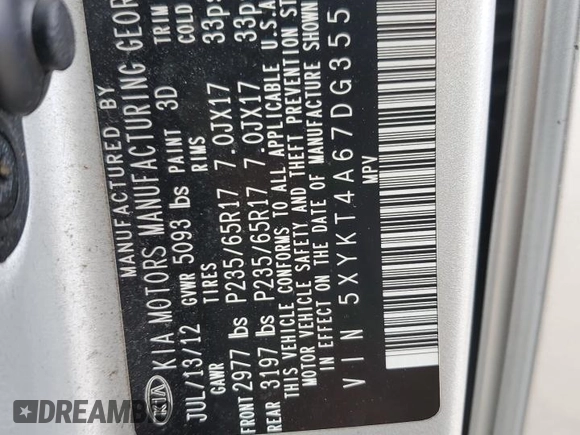 MANUFACTURED BY
KIA KIA MOTORS MANUFACTURING GEOR
JUL/13/12 GVWR 5093 lbs PAINT 3D TRIM
GAWR TIRES RIMS COLD
FRONT 2977 lbs P235/65R17 7.0JX17 33p
REAR 3197 lbs P235/65R17 7.0JX17 33p
THIS VEHICLE CONFORMS TO ALL APPLICABLE U.S.A
MOTOR VEHICLE SAFETY AND THEFT PREVENTION ST
IN EFFECT ON THE DATE OF MANUFACTURE SHOWN
VIN 5XYKT4A67DG355
MPV